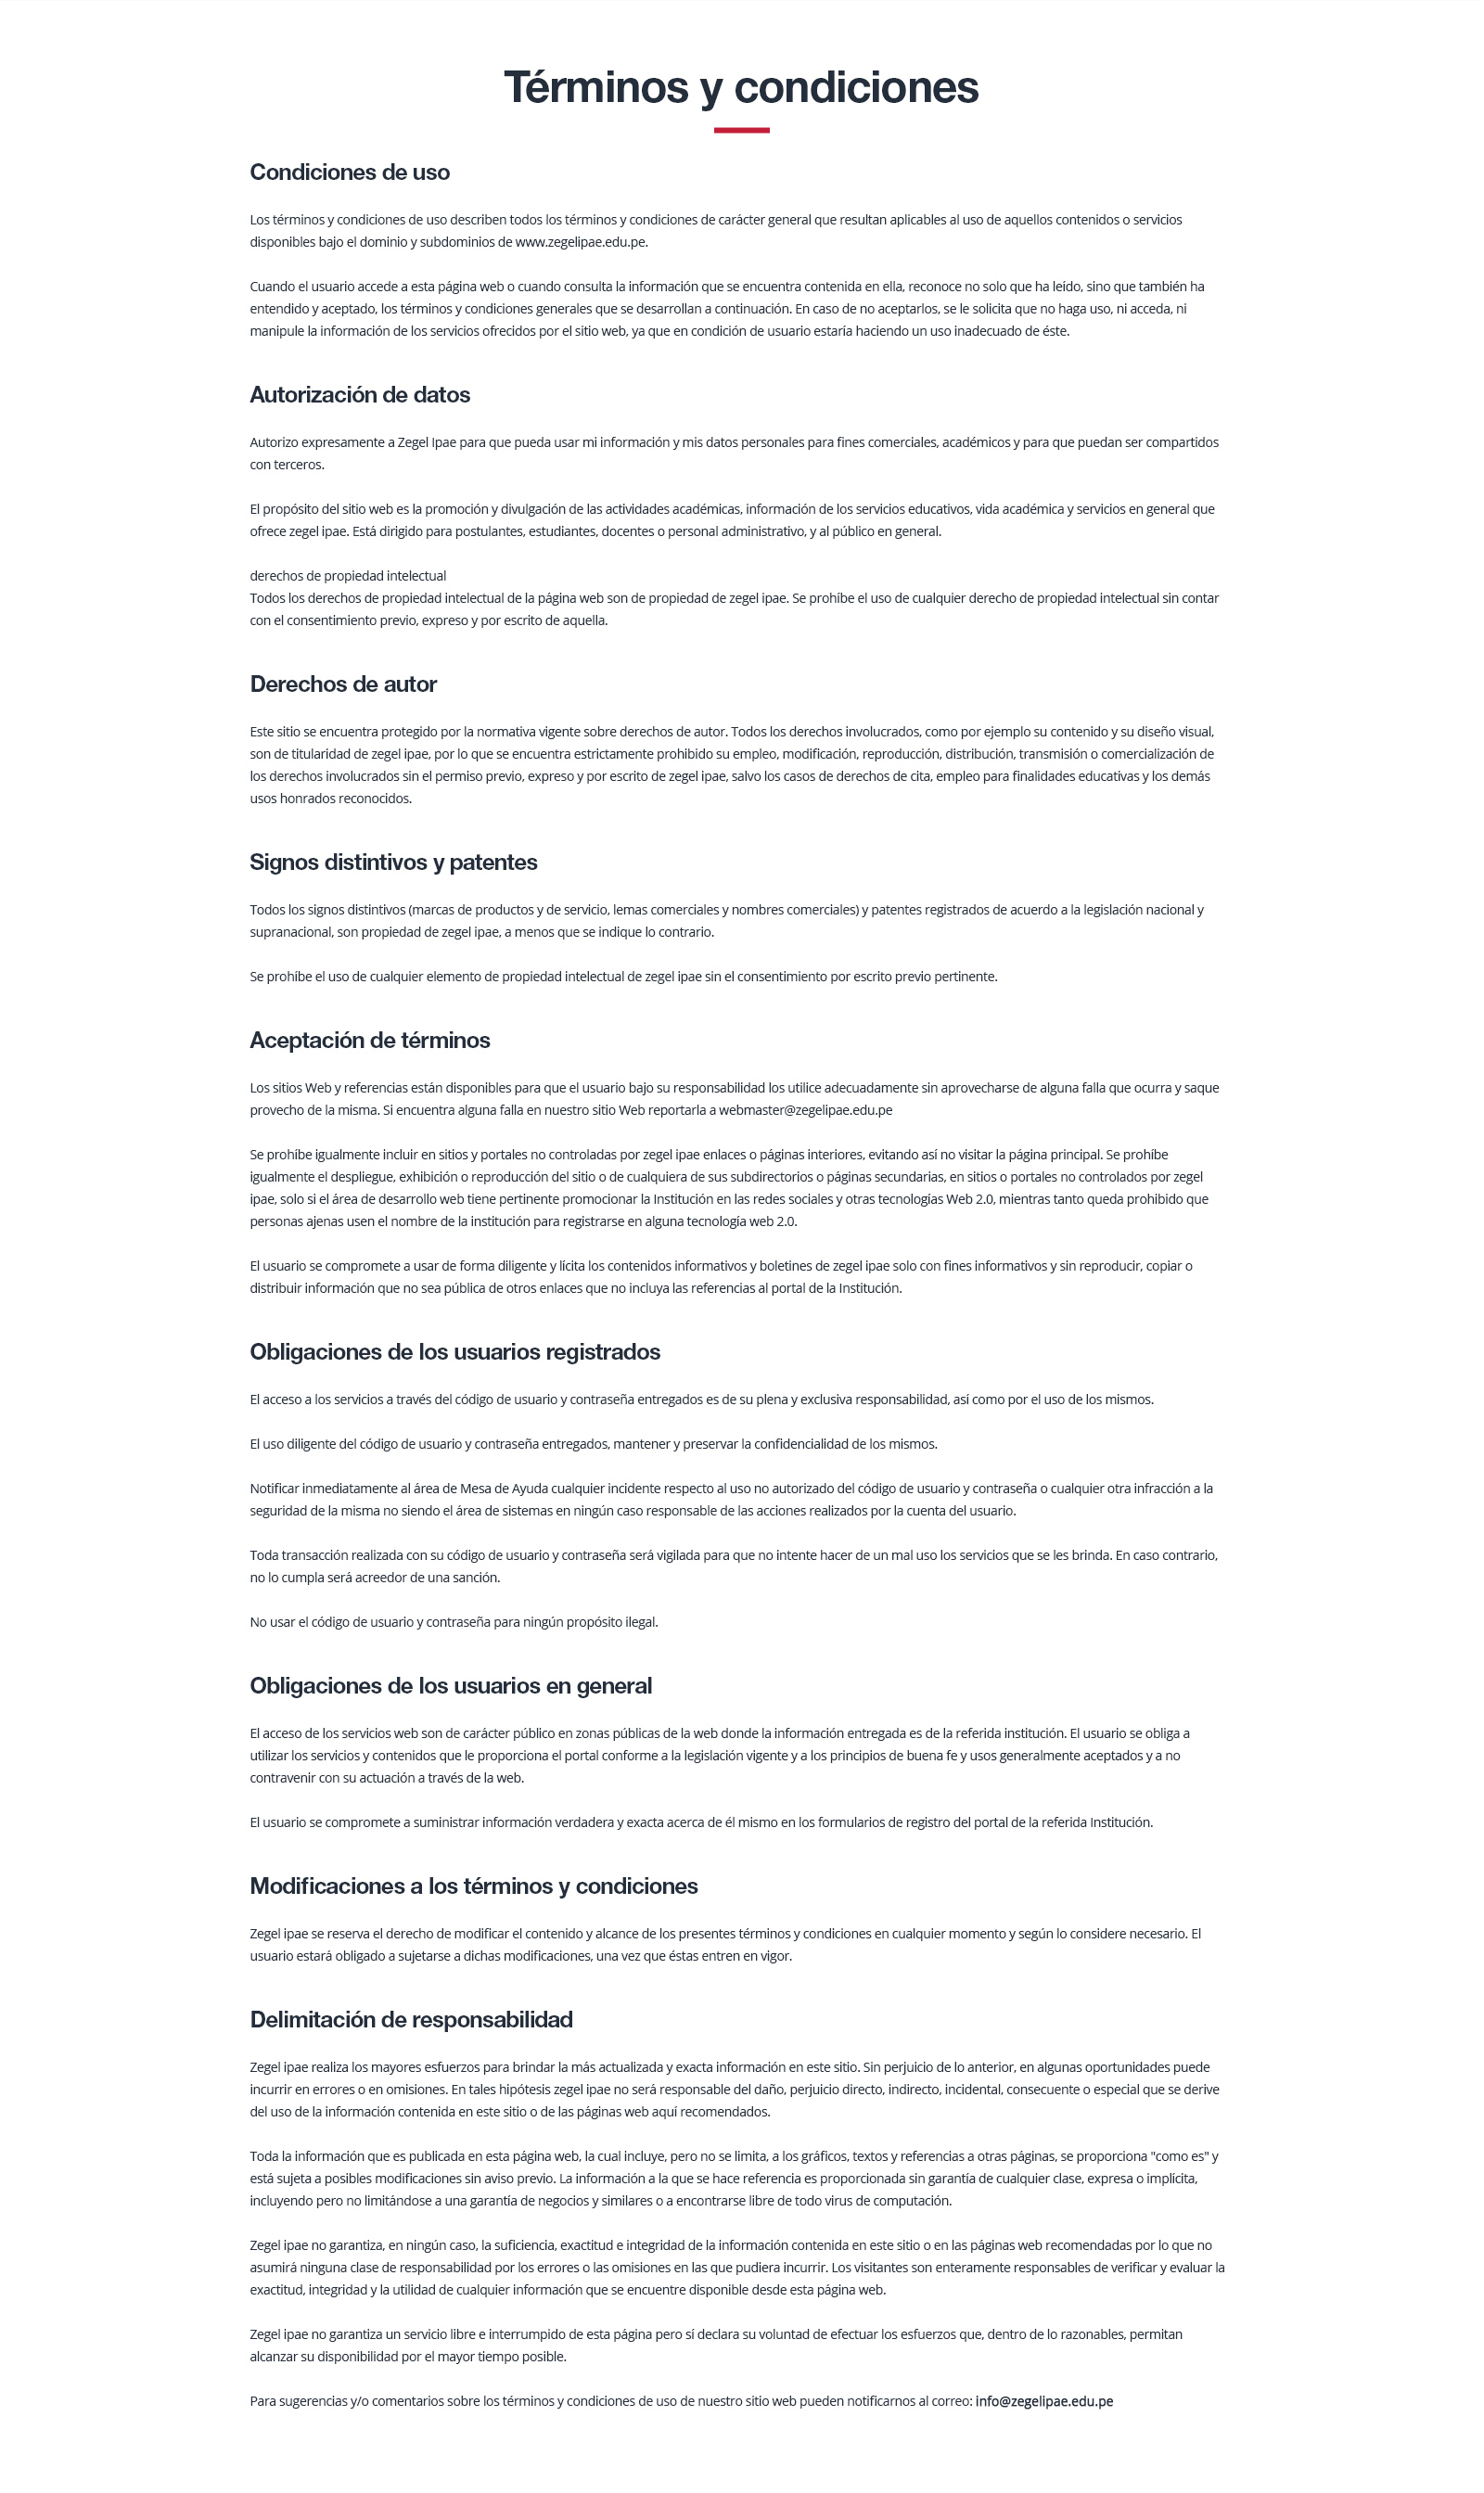 Términos y condiciones
Condiciones de uso
Los términos y condiciones de uso describen todos los términos y condiciones de carácter general que resultan aplicables al uso de aquellos contenidos o servicios
disponibles bajo el dominio y subdominios de www.zegelipae.edu.pe.
Cuando el usuario accede a esta página web o cuando consulta la información que se encuentra contenida en ella, reconoce no solo que ha leído, sino que también ha
entendido y aceptado, los términos y condiciones generales que se desarrollan a continuación. En caso de no aceptarlos, se le solicita que no haga uso, ni acceda, ni
manipule la información de los servicios ofrecidos por el sitio web, ya que en condición de usuario estaría haciendo un uso inadecuado de éste.
Autorización de datos
Autorizo expresamente a Zegel Ipae para que pueda usar mi información y mis datos personales para fines comerciales, académicos y para que puedan ser compartidos
con terceros.
El propósito del sitio web es la promoción y divulgación de las actividades académicas, información de los servicios educativos, vida académica y servicios en general que
ofrece zegel ipae. Está dirigido para postulantes, estudiantes, docentes o personal administrativo, y al público en general.
derechos de propiedad intelectual
Todos los derechos de propiedad intelectual de la página web son de propiedad de zegel ipae. Se prohíbe el uso de cualquier derecho de propiedad intelectual sin contar
con el consentimiento previo, expreso y por escrito de aquella.
Derechos de autor
Este sitio se encuentra protegido por la normativa vigente sobre derechos de autor. Todos los derechos involucrados, como por ejemplo su contenido y su diseño visual,
son de titularidad de zegel ipae, por lo que se encuentra estrictamente prohibido su empleo, modificación, reproducción, distribución, transmisión o comercialización de
los derechos involucrados sin el permiso previo, expreso y por escrito de zegel ipae, salvo los casos de derechos de cita, empleo para finalidades educativas y los demás
usos honrados reconocidos.
Signos distintivos y patentes
Todos los signos distintivos (marcas de productos y de servicio, lemas comerciales y nombres comerciales) y patentes registrados de acuerdo a la legislación nacional y
supranacional, son propiedad de zegel ipae, a menos que se indique lo contrario.
Se prohíbe el uso de cualquier elemento de propiedad intelectual de zegel ipae sin el consentimiento por escrito previo pertinente.
Aceptación de términos
Los sitios Web y referencias están disponibles para que el usuario bajo su responsabilidad los utilice adecuadamente sin aprovecharse de alguna falla que ocurra y saque
provecho de la misma. Si encuentra alguna falla en nuestro sitio Web reportarla a webmaster@zegelipae.edu.pe
Se prohíbe igualmente incluir en sitios y portales no controladas por zegel ipae enlaces o páginas interiores, evitando así no visitar la página principal. Se prohíbe
igualmente el despliegue, exhibición o reproducción del sitio o de cualquiera de sus subdirectorios o páginas secundarias, en sitios o portales no controlados por zegel
ipae, solo si el área de desarrollo web tiene pertinente promocionar la Institución en las redes sociales y otras tecnologías Web 2.0, mientras tanto queda prohibido que
personas ajenas usen el nombre de la institución para registrarse en alguna tecnología web 2.0.
El usuario se compromete a usar de forma diligente y lícita los contenidos informativos y boletines de zegel ipae solo con fines informativos y sin reproducir, copiar o
distribuir información que no sea pública de otros enlaces que no incluya las referencias al portal de la Institución.
Obligaciones de los usuarios registrados
El acceso a los servicios a través del código de usuario y contraseña entregados es de su plena y exclusiva responsabilidad, así como por el uso de los mismos.
El uso diligente del código de usuario y contraseña entregados, mantener y preservar la confidencialidad de los mismos.
Notificar inmediatamente al área de Mesa de Ayuda cualquier incidente respecto al uso no autorizado del código de usuario y contraseña o cualquier otra infracción a la
seguridad de la misma no siendo el área de sistemas en ningún caso responsable de las acciones realizados por la cuenta del usuario.
Toda transacción realizada con su código de usuario y contraseña será vigilada para que no intente hacer de un mal uso los servicios que se les brinda. En caso contrario,
no lo cumpla será acreedor de una sanción.
No usar el código de usuario y contraseña para ningún propósito ilegal.
Obligaciones de los usuarios en general
El acceso de los servicios web son de carácter público en zonas públicas de la web donde la información entregada es de la referida institución. El usuario se obliga a
utilizar los servicios y contenidos que le proporciona el portal conforme a la legislación vigente y a los principios de buena fe y usos generalmente aceptados y a no
contravenir con su actuación a través de la web.
El usuario se compromete a suministrar información verdadera y exacta acerca de él mismo en los formularios de registro del portal de la referida Institución.
Modificaciones a los términos y condiciones
Zegel ipae se reserva el derecho de modificar el contenido y alcance de los presentes términos y condiciones en cualquier momento y según lo considere necesario. El
usuario estará obligado a sujetarse a dichas modificaciones, una vez que éstas entren en vigor.
Delimitación de responsabilidad
Zegel ipae realiza los mayores esfuerzos para brindar la más actualizada y exacta información en este sitio. Sin perjuicio de lo anterior, en algunas oportunidades puede
incurrir en errores o en omisiones. En tales hipótesis zegel ipae no será responsable del daño, perjuicio directo, indirecto, incidental, consecuente o especial que se derive
del uso de la información contenida en este sitio o de las páginas web aquí recomendados.
Toda la información que es publicada en esta página web, la cual incluye, pero no se limita, a los gráficos, textos y referencias a otras páginas, se proporciona "como es" y
está sujeta a posibles modificaciones sin aviso previo. La información a la que se hace referencia es proporcionada sin garantía de cualquier clase, expresa o implícita,
incluyendo pero no limitándose a una garantía de negocios y similares o a encontrarse libre de todo virus de computación.
Zegel ipae no garantiza, en ningún caso, la suficiencia, exactitud e integridad de la información contenida en este sitio o en las páginas web recomendadas por lo que no
asumirá ninguna clase de responsabilidad por los errores o las omisiones en las que pudiera incurrir. Los visitantes son enteramente responsables de verificar y evaluar la
exactitud, integridad y la utilidad de cualquier información que se encuentre disponible desde esta página web.
Zegel ipae no garantiza un servicio libre e interrumpido de esta página pero sí declara su voluntad de efectuar los esfuerzos que, dentro de lo razonables, permitan
alcanzar su disponibilidad por el mayor tiempo posible.
Para sugerencias y/o comentarios sobre los términos y condiciones de uso de nuestro sitio web pueden notificarnos al correo: info@zegelipae.edu.pe